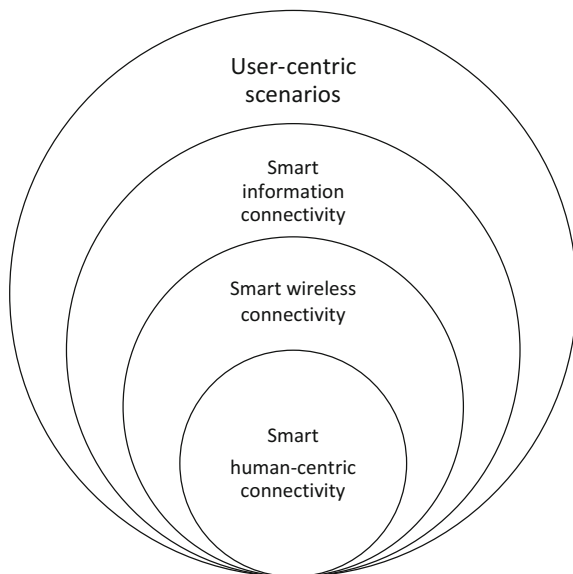 User-centric
scenarios
Smart
information
connectivity
Smart wireless
connectivity
Smart
human-centric
connectivity